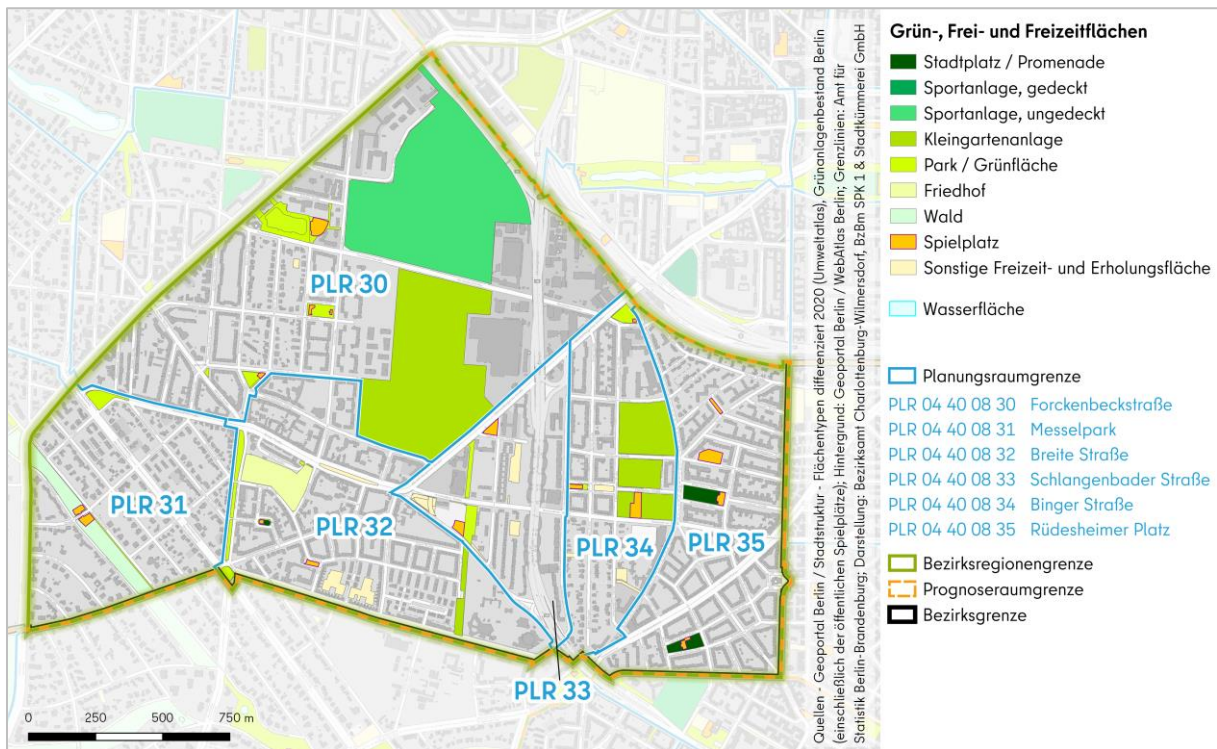 PLR 30
PLR 31
PLR 32
PLR 34
PLR 35
PLR 33
0 250 500 750 m
Quellen - Geoportal Berlin / Stadtstruktur - Flächentypen differenziert 2020 (Umweltatlas), Grünanlagenbestand Berlin
(einschließlich der öffentlichen Spielplätze); Hintergrund: Geoportal Berlin / WebAtlas Berlin; Grenzlinien: Amt für
Statistik Berlin-Brandenburg; Darstellung: Bezirksamt Charlottenburg-Wilmersdorf, BzBm SPK 1 & Stadtkümmerei GmbH
Grün-, Frei- und Freizeitflächen
Stadtplatz / Promenade
Sportanlage, gedeckt
Sportanlage, ungedeckt
Kleingartenanlage
Park / Grünfläche
Friedhof
Wald
Spielplatz
Sonstige Freizeit- und Erholungsfläche
Wasserfläche
Planungsraumgrenze
PLR 04 40 08 30 Forckenbeckstraße
PLR 04 40 08 31 Messelpark
PLR 04 40 08 32 Breite Straße
PLR 04 40 08 33 Schlangenbader Straße
PLR 04 40 08 34 Binger Straße
PLR 04 40 08 35 Rüdesheimer Platz
Bezirksregionengrenze
Prognoseraumgrenze
Bezirksgrenze